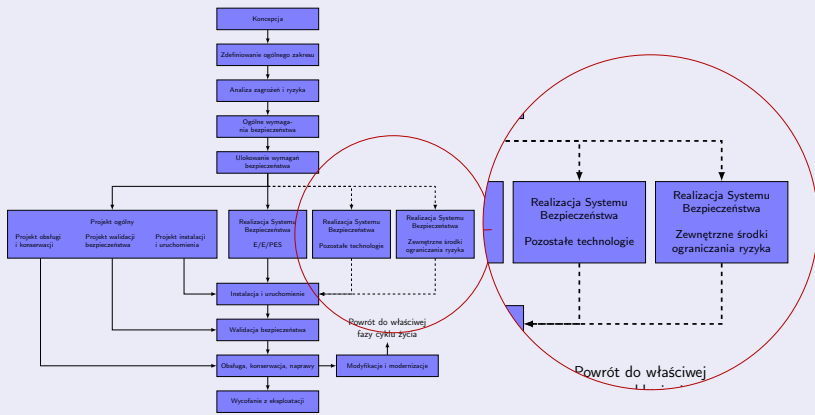 Koncepcja
Zdefiniowanie ogólnego zakresu
Analiza zagrożeń i ryzyka
Ogólne wymaga-
nia bezpieczeństwa
Ulokowanie wymagań
bezpieczeństwa
Projekt ogólny
Projekt obsługi
i konserwacji
Projekt walidacji
bezpieczeństwa
Projekt instalacji
i uruchomienia
Realizacja Systemu
Bezpieczeństwa
E/E/PES
Realizacja Systemu
Bezpieczeństwa
Pozostałe technologie
Realizacja Systemu
Bezpieczeństwa
Zewnętrzne środki
ograniczania ryzyka
Instalacja i uruchomienie
Walidacja bezpieczeństwa
Powrót do właściwej
fazy cyklu życia
Obsługa, konserwacja, naprawy
Modyfikacje i modernizacje
Wycofanie z eksploatacji
Realizacja Systemu
Bezpieczeństwa
Pozostałe technologie
Realizacja Systemu
Bezpieczeństwa
Zewnętrzne środki
ograniczania ryzyka
Powrót do właściwej